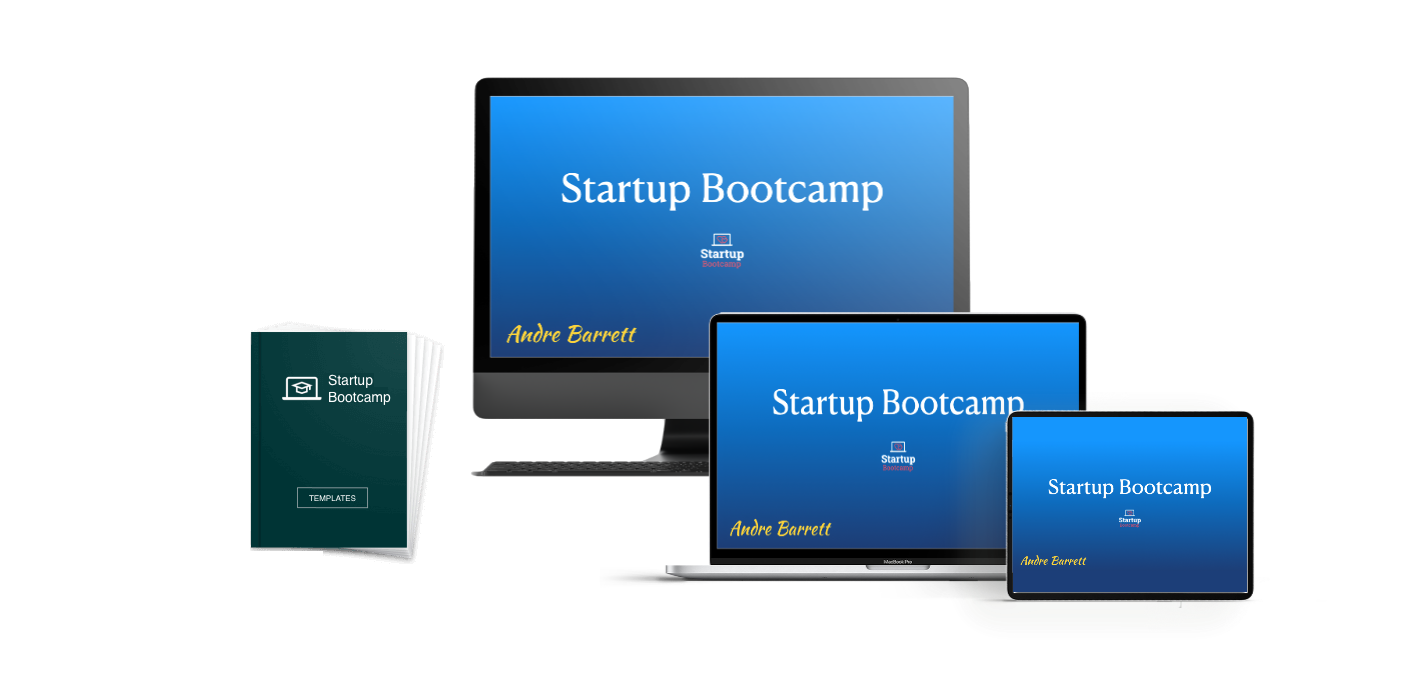 Startup Bootcamp
Startup
Bootcamp
Andre Barrett
Startup
Bootcamp
TEMPLATES
Startup Bootcamp
Startup
Bootcamp
Andre Barrett
MacBook Pro
Startup Bootcamp
Startup
Bootcamp
Andre Barrett